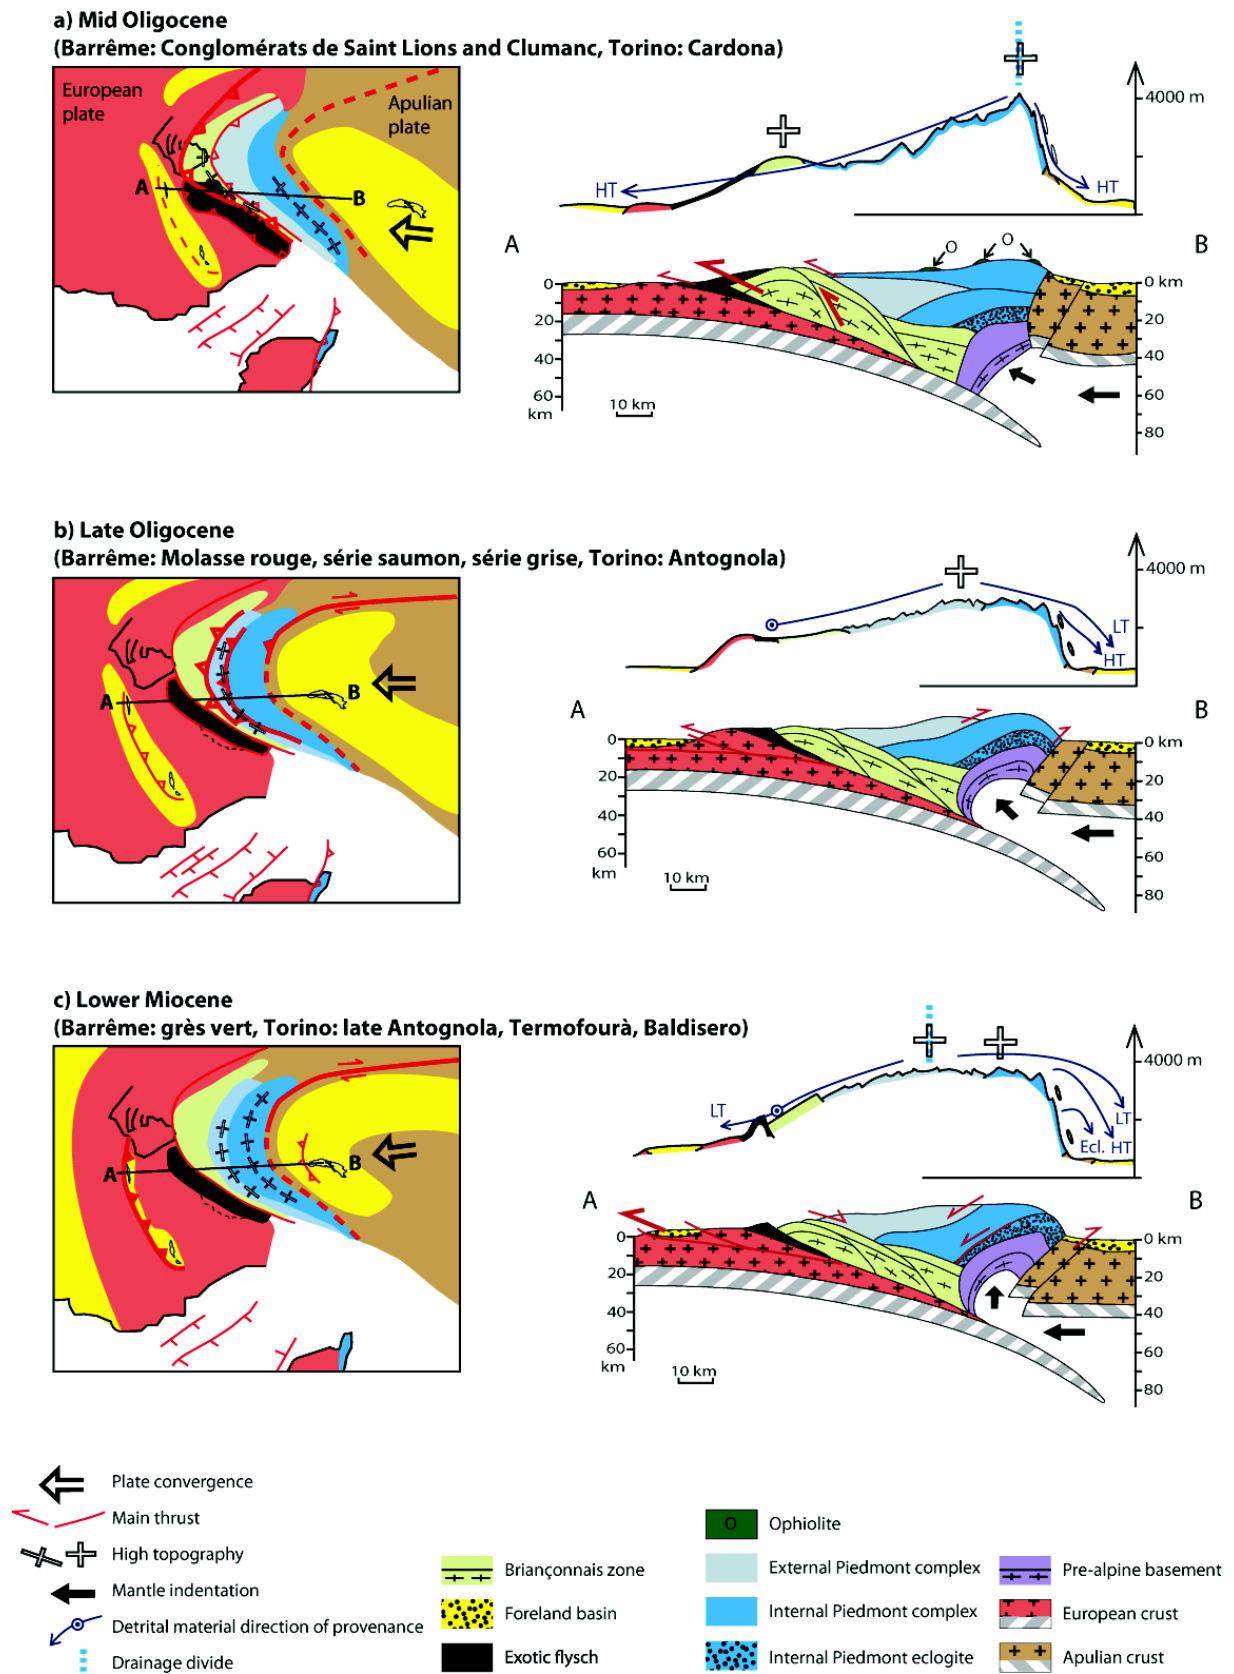 a) Mid Oligocene
(Barrême: Conglomérats de Saint Lions and Clumanc, Torino: Cardona)
European
plate
Apulian
plate
A
B
4000 m
HT
HT
A
B
O
O
0
20
40
60
km
0 km
20
40
60
80
10 km
b) Late Oligocene
(Barrême: Molasse rouge, série saumon, série grise, Torino: Antognola)
A
B
4000 m
LT
HT
A
B
0
20
40
60
km
0 km
20
40
60
80
10 km
c) Lower Miocene
(Barrême: grès vert, Torino: late Antognola, Termofourà, Baldisero)
A
B
4000 m
LT
LT
Ecl. HT
A
B
0
20
40
60
km
0 km
20
40
60
80
10 km
Plate convergence
Main thrust
High topography
Mantle indentation
Detrital material direction of provenance
Drainage divide
Briançonnais zone
Foreland basin
Exotic flysch
O
Ophiolite
External Piedmont complex
Internal Piedmont complex
Internal Piedmont eclogite
Pre-alpine basement
European crust
Apulian crust